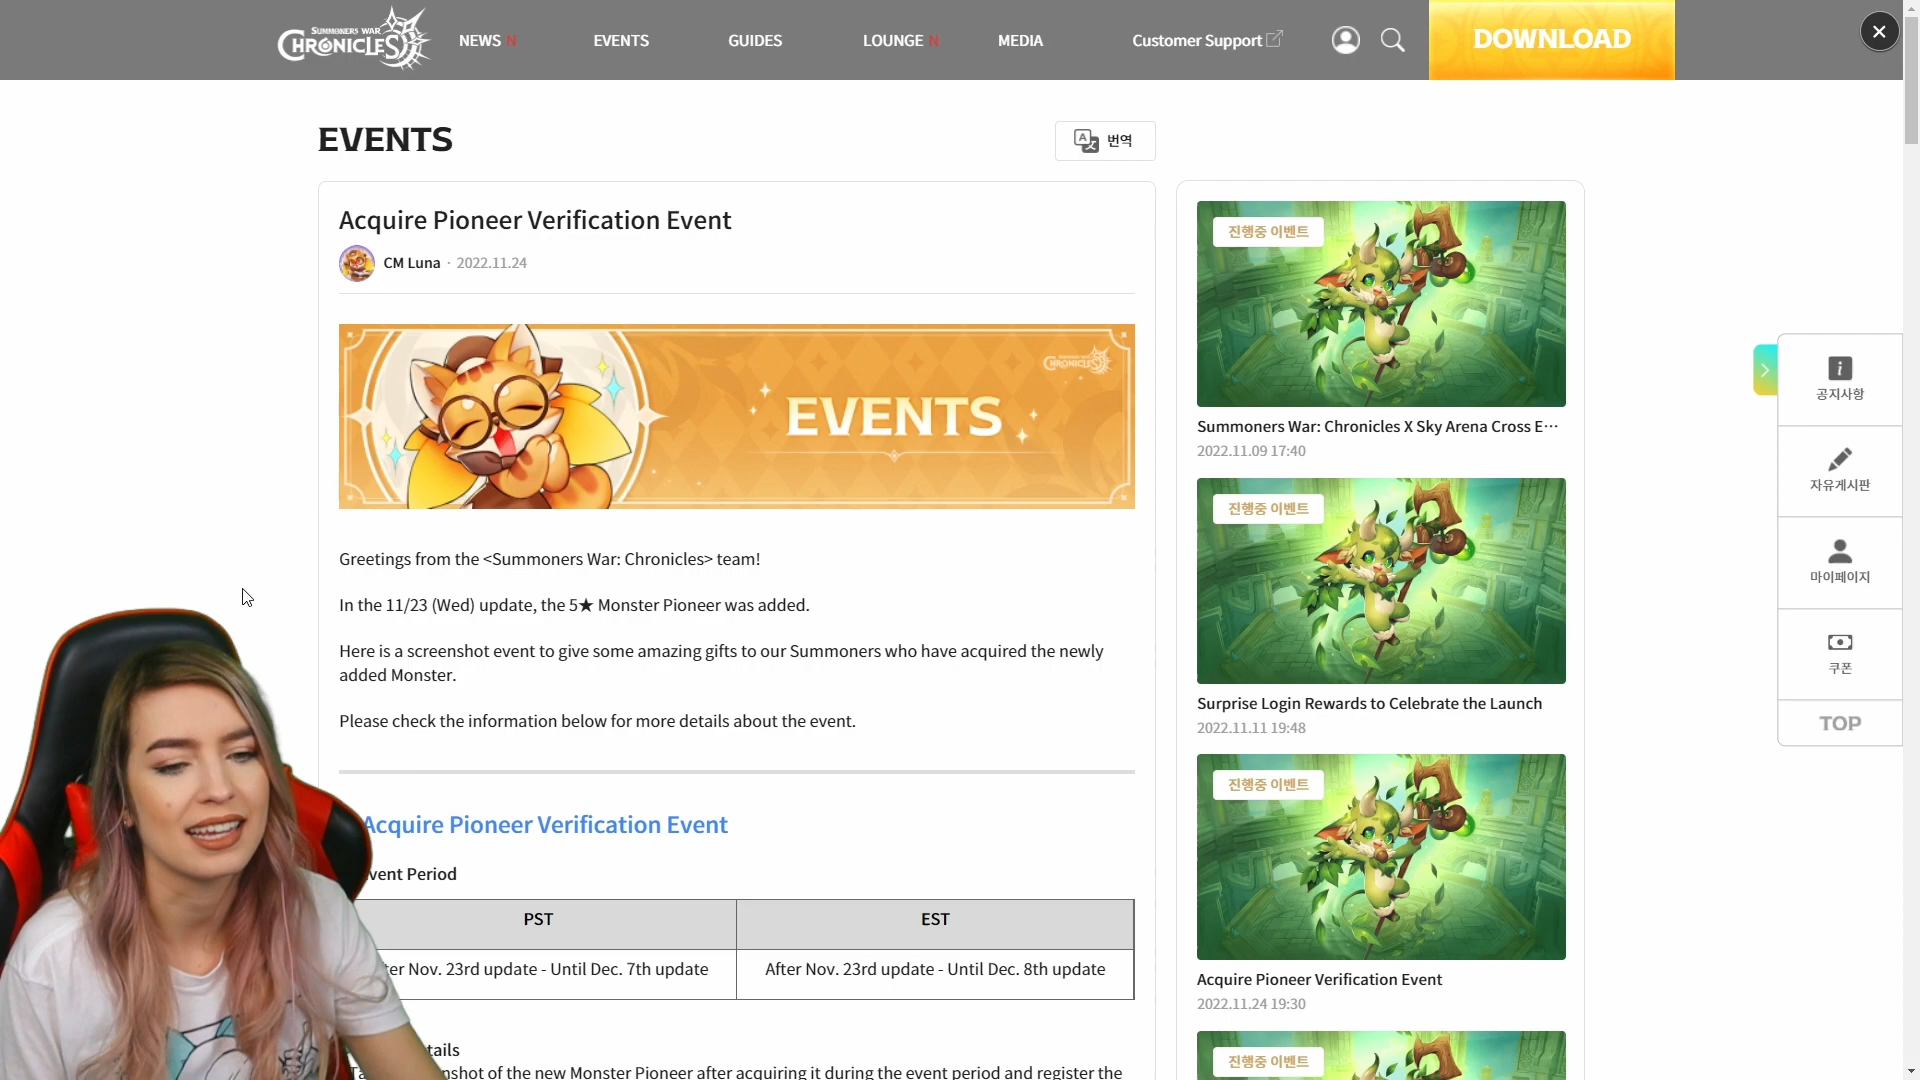 SUMMONERS WAR
CHRONICLES
NEWS N
EVENTS
GUIDES
LOUNGE N
MEDIA
Customer Support
DOWNLOAD
EVENTS
번역
Acquire Pioneer Verification Event
CM Luna · 2022.11.24
CHRONICLES
EVENTS
Greetings from the <Summoners War: Chronicles> team!
In the 11/23 (Wed) update, the 5★ Monster Pioneer was added.
Here is a screenshot event to give some amazing gifts to our Summoners who have acquired the newly
added Monster.
Please check the information below for more details about the event.
Acquire Pioneer Verification Event
vent Period
PST
EST
ter Nov. 23rd update - Until Dec. 7th update
After Nov. 23rd update - Until Dec. 8th update
tails
Ta
nshot of the new Monster Pioneer after acquiring it during the event period and register the
진행중 이벤트
Summoners War: Chronicles X Sky Arena Cross E···
2022.11.09 17:40
진행중 이벤트
Surprise Login Rewards to Celebrate the Launch
2022.11.11 19:48
진행중 이벤트
Acquire Pioneer Verification Event
2022.11.24 19:30
진행중 이벤트
공지사항
자유게시판
마이페이지
쿠폰
TOP